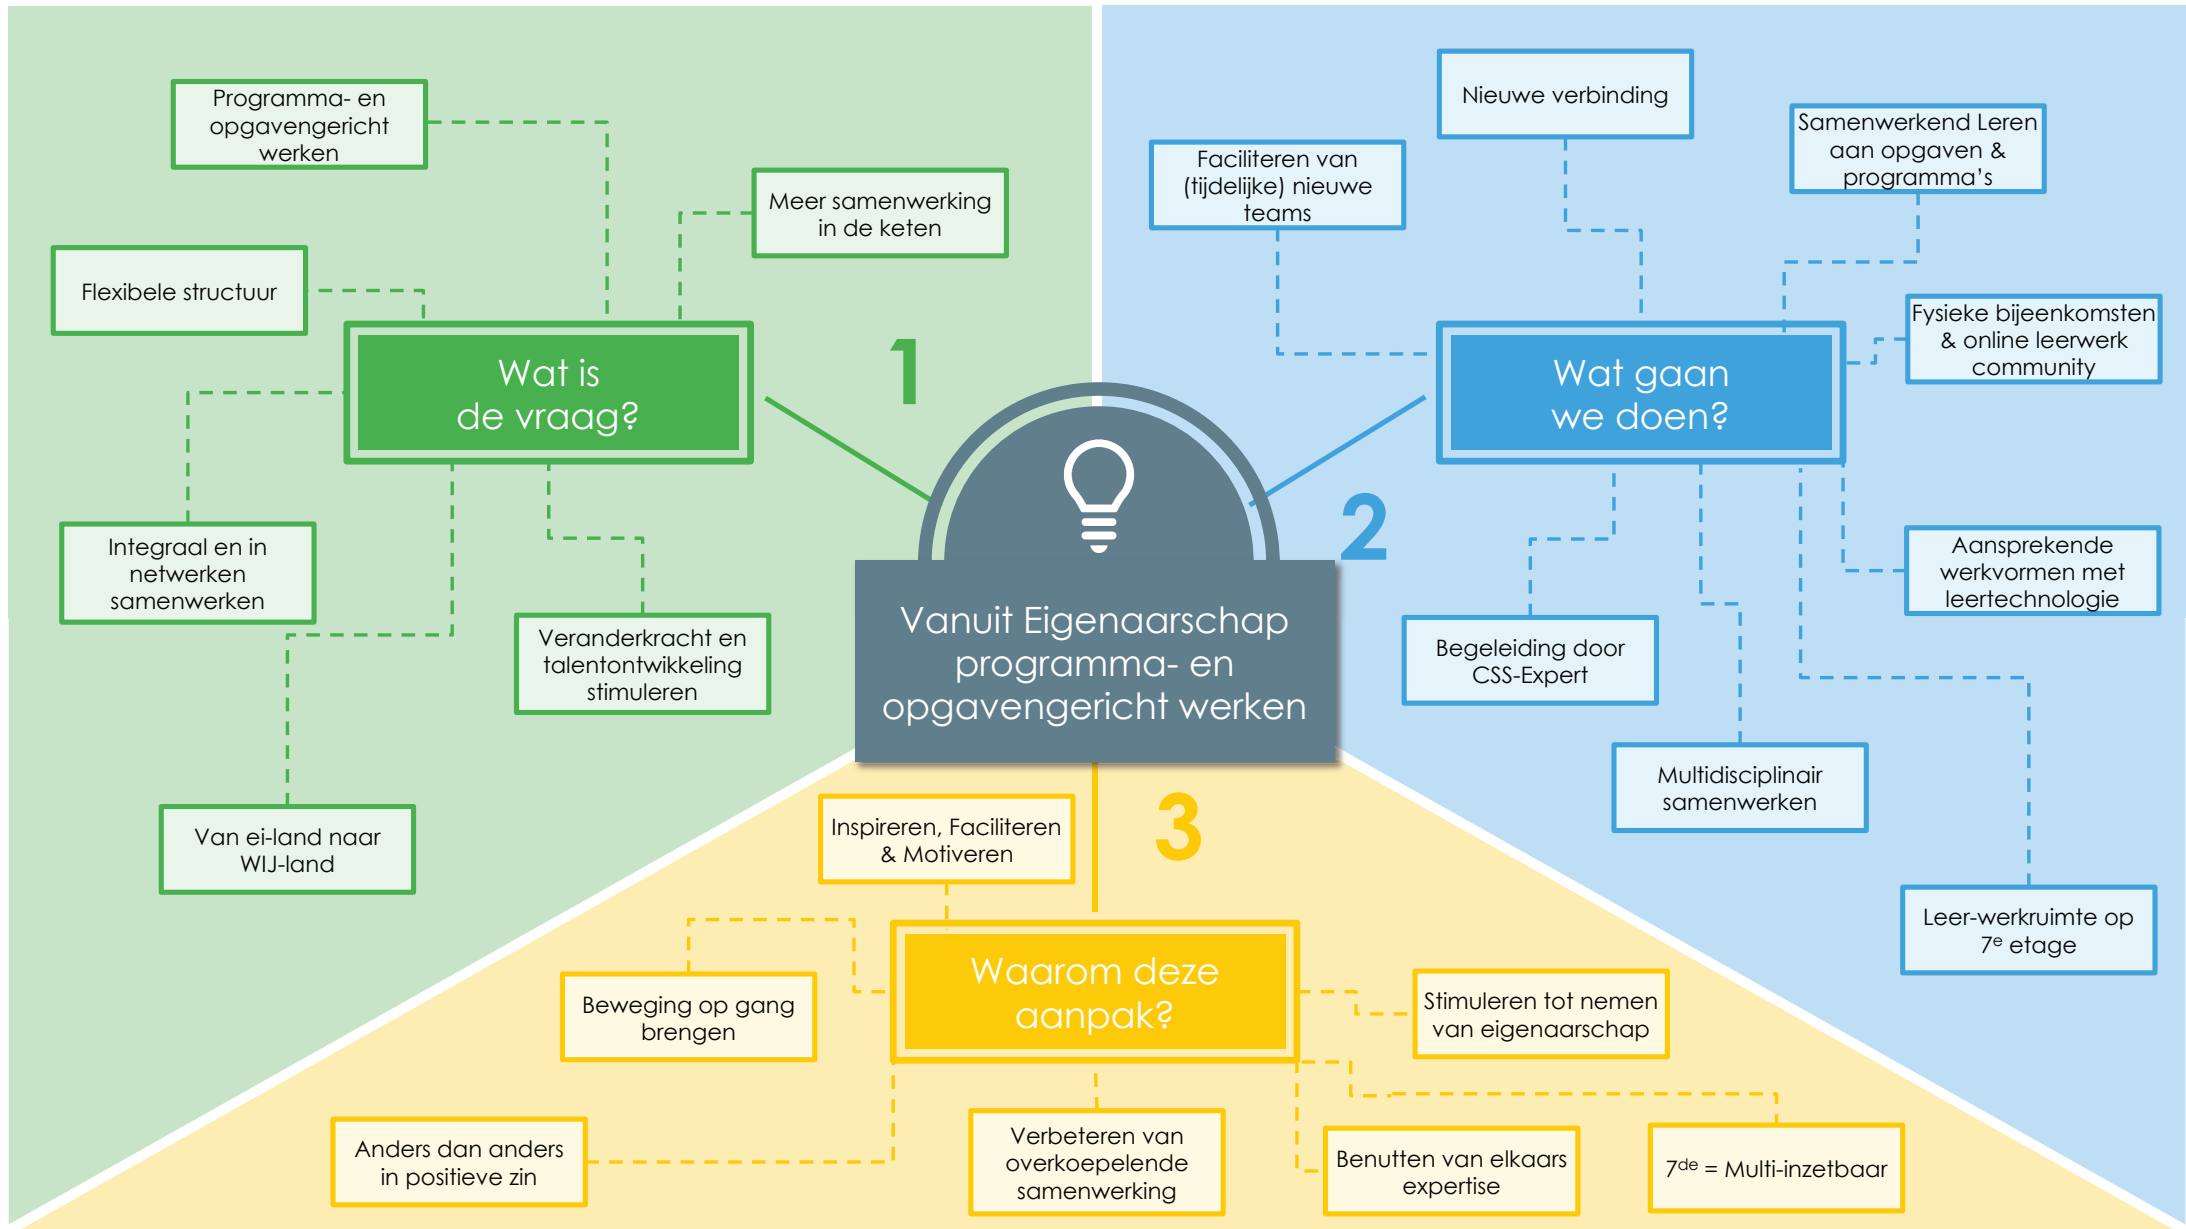 Programma- en
opgavengericht
werken
Meer samenwerking
in de keten
Flexibele structuur
Wat is
de vraag?
1
Integraal en in
netwerken
samenwerken
Veranderkracht en
talentontwikkeling
stimuleren
Van ei-land naar
WIJ-land
Nieuwe verbinding
Samenwerkend Leren
aan opgaven &
programma's
Faciliteren van
(tijdelijke) nieuwe
teams
Fysieke bijeenkomsten
& online leerwerk
community
Wat gaan
we doen?
2
Aansprekende
werkvormen met
leertechnologie
Begeleiding door
CSS-Expert
Multidisciplinair
samenwerken
Leer-werkruimte op
7e etage
Vanuit Eigenaarschap
programma- en
opgavengericht werken
3
Inspireren, Faciliteren
& Motiveren
Waarom deze
aanpak?
Beweging op gang
brengen
Stimuleren tot nemen
van eigenaarschap
Anders dan anders
in positieve zin
Verbeteren van
overkoepelende
samenwerking
Benutten van elkaars
expertise
7de = Multi-inzetbaar